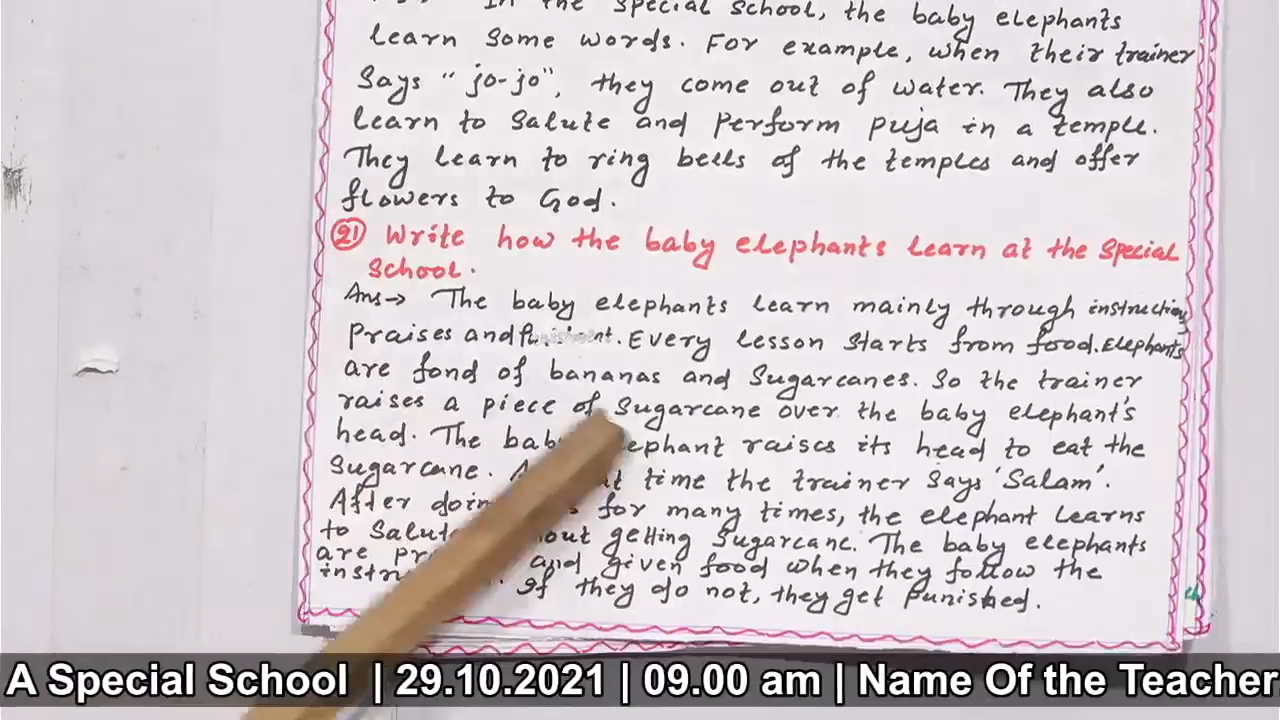 In the special school, the baby elephants
learn some words. For example, when their trainer
says "jo-jo", they come out of water. They also
learn to salute and perform puja in a temple.
They learn to ring bells of the temples and offer
flowers to God.
21 Write how the baby elephants learn at the special
school.
Ans→ The baby elephants learn mainly through
praises and. Every lesson starts from food. Elephants
are fond of bananas and sugarcanes. So the trainer
raises a piece of sugarcane over the baby elephant's
head. The raises its head to eat the
sugarcane. time the trainer says 'Salam'.
After for many times, the elephant learns
to getting sugarcane. The baby elephants
are and given food when they follow the
If they do not, they get punished.
A Special School | 29.10.2021 | 09.00 am | Name Of the Teacher